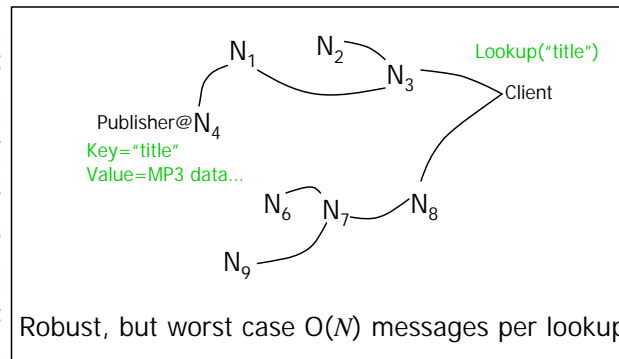 N₁
N₂
Lookup(“title”)
N₃
Client
Publisher@N₄
Key=“title”
Value=MP3 data...
N₆
N₇
N₈
N₉
Robust, but worst case O(N) messages per lookup